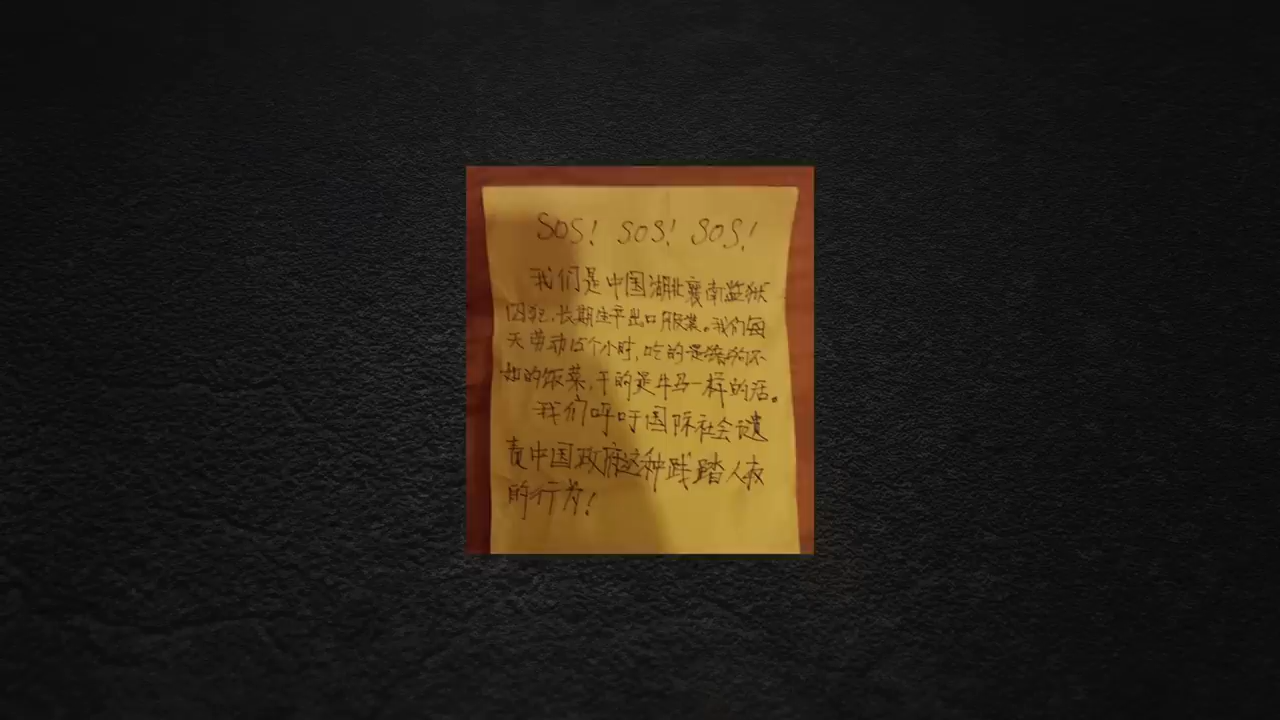 SOS! SOS! SOS!
我们是中国湖北襄南监狱
囚犯,长期生产出口服装。我们每
天劳动15个小时,吃的是猪狗不
如的饭菜,干的是牛马一样的活。
我们呼吁国际社会谴
责中国政府这种践踏人权
的行为!